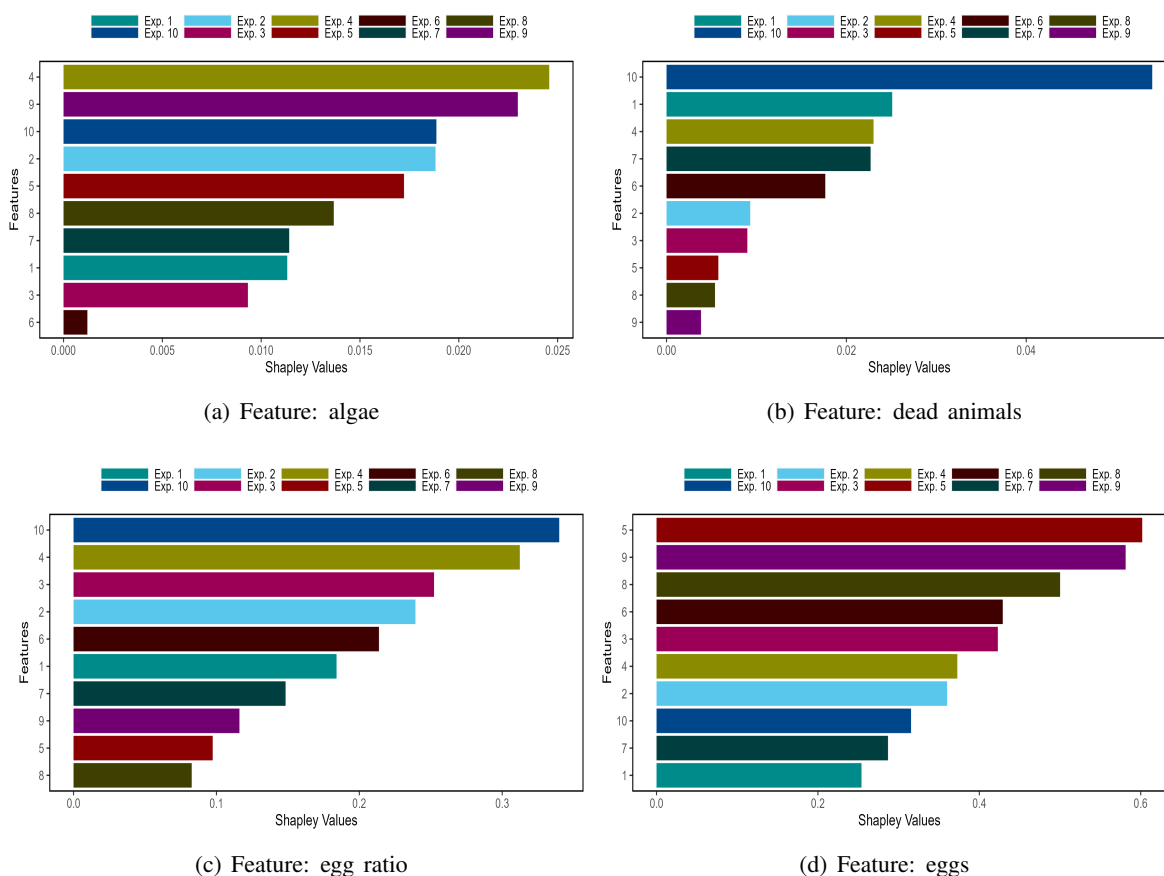 Exp. 1 Exp. 2 Exp. 4 Exp. 6 Exp. 8
Exp. 10 Exp. 3 Exp. 5 Exp. 7 Exp. 9
Features
4
9
10
2
5
8
7
1
3
6
0.000 0.005 0.010 0.015 0.020 0.025
Shapley Values
(a) Feature: algae
Exp. 1 Exp. 2 Exp. 4 Exp. 6 Exp. 8
Exp. 10 Exp. 3 Exp. 5 Exp. 7 Exp. 9
Features
10
1
4
7
6
2
3
5
8
9
0.00 0.02 0.04
Shapley Values
(b) Feature: dead animals
Exp. 1 Exp. 2 Exp. 4 Exp. 6 Exp. 8
Exp. 10 Exp. 3 Exp. 5 Exp. 7 Exp. 9
Features
10
4
3
2
6
1
7
9
5
8
0.0 0.1 0.2 0.3
Shapley Values
(c) Feature: egg ratio
Exp. 1 Exp. 2 Exp. 4 Exp. 6 Exp. 8
Exp. 10 Exp. 3 Exp. 5 Exp. 7 Exp. 9
Features
5
9
8
6
3
4
2
10
7
1
0.0 0.2 0.4 0.6
Shapley Values
(d) Feature: eggs